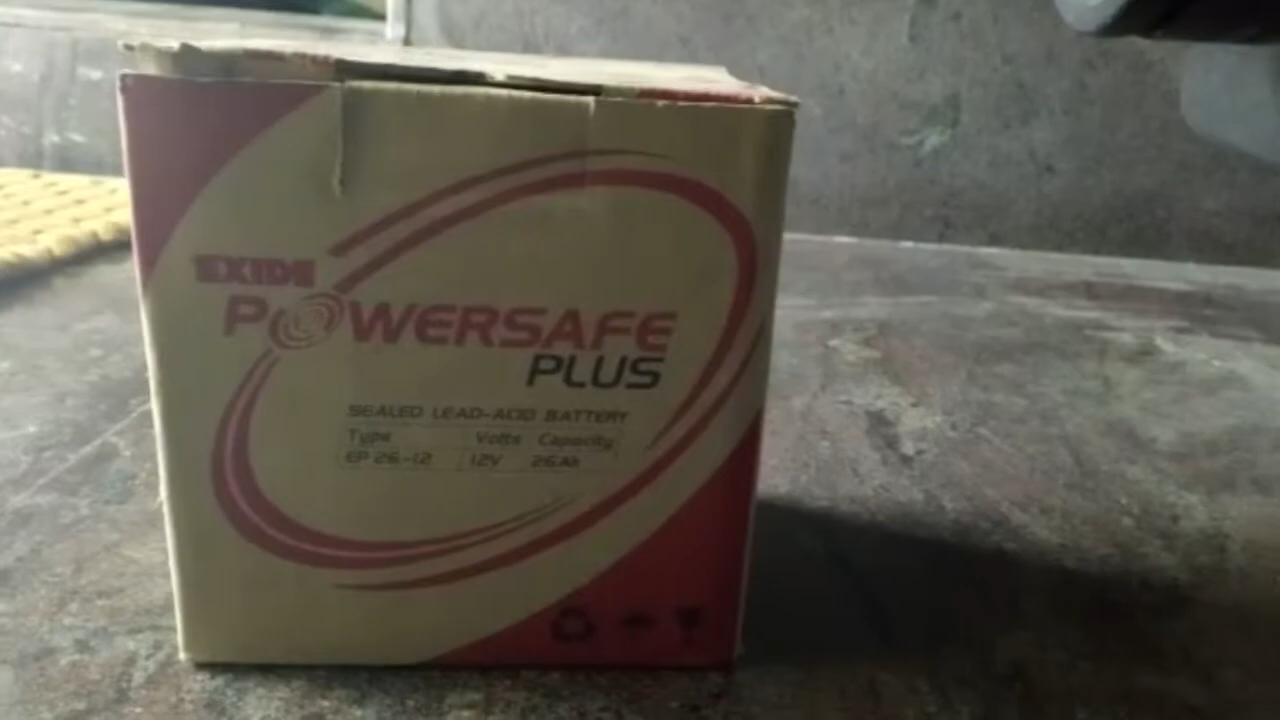 EXIDE
POWERSAFE
PLUS
SEALED LEAD-ACID BATTERY
Type Volts Capacity
EP 26-12 12V 26Ah